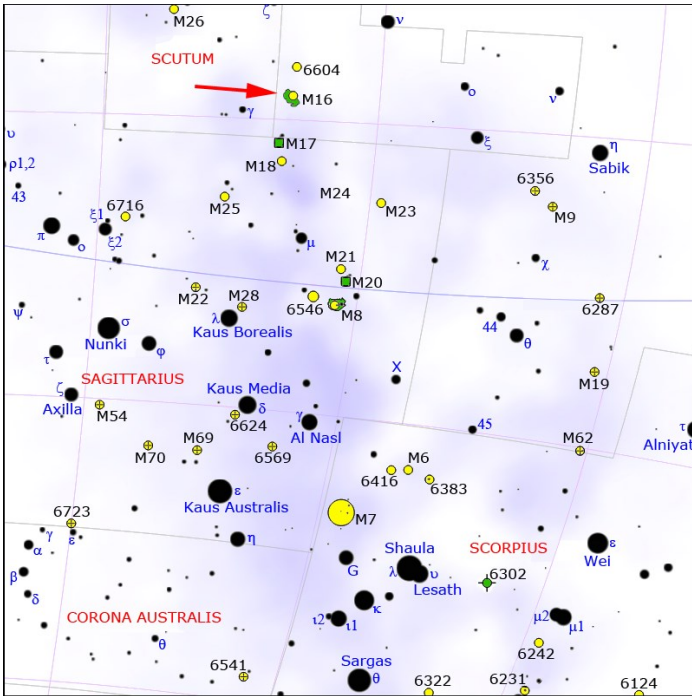 M26
ζ
ν
SCUTUM
6604
M16
ο
ν
γ
υ
M17
ξ
η
M18
Sabik
ρ1,2
M24
6356
43
M25
M23
M9
6716
ξ1
π
ο
ξ2
μ
χ
M21
M20
M22
M28
6546
M8
6287
ψ
λ
Kaus Borealis
44
σ
Nunki
φ
θ
τ
X
M19
SAGITTARIUS
Kaus Media
ζ
Axilla
δ
γ
M54
6624
Al Nasl
45
τ
Alniyat
M70
M69
6569
M6
M62
6416
6383
ε
Kaus Australis
M7
6723
γ
ε
η
α
Shaula
SCORPIUS
ε
Wei
G
λ
υ
Lesath
6302
β
δ
CORONA AUSTRALIS
κ
ι2
ι1
μ2
μ1
θ
6242
6541
Sargas
θ
6322
6231
6124